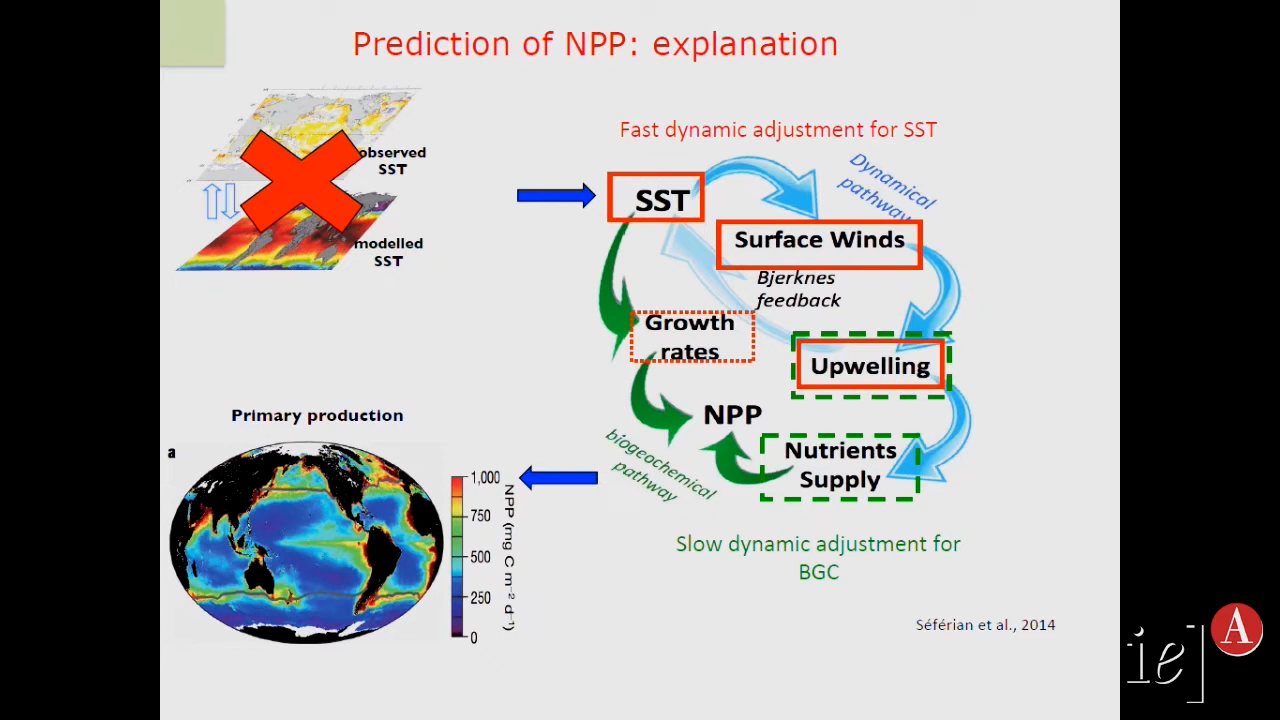 Prediction of NPP: explanation
observed
SST
modelled
SST
Fast dynamic adjustment for SST
SST
Dynamical
pathway
Surface Winds
Bjerknes
feedback
Growth
rates
Upwelling
NPP
Nutrients
Supply
biogeochemical
pathway
Slow dynamic adjustment for
BGC
Primary production
a
1,000
750
500
250
0
NPP (mg C m⁻² d⁻¹)
Séférian et al., 2014
ie]
A